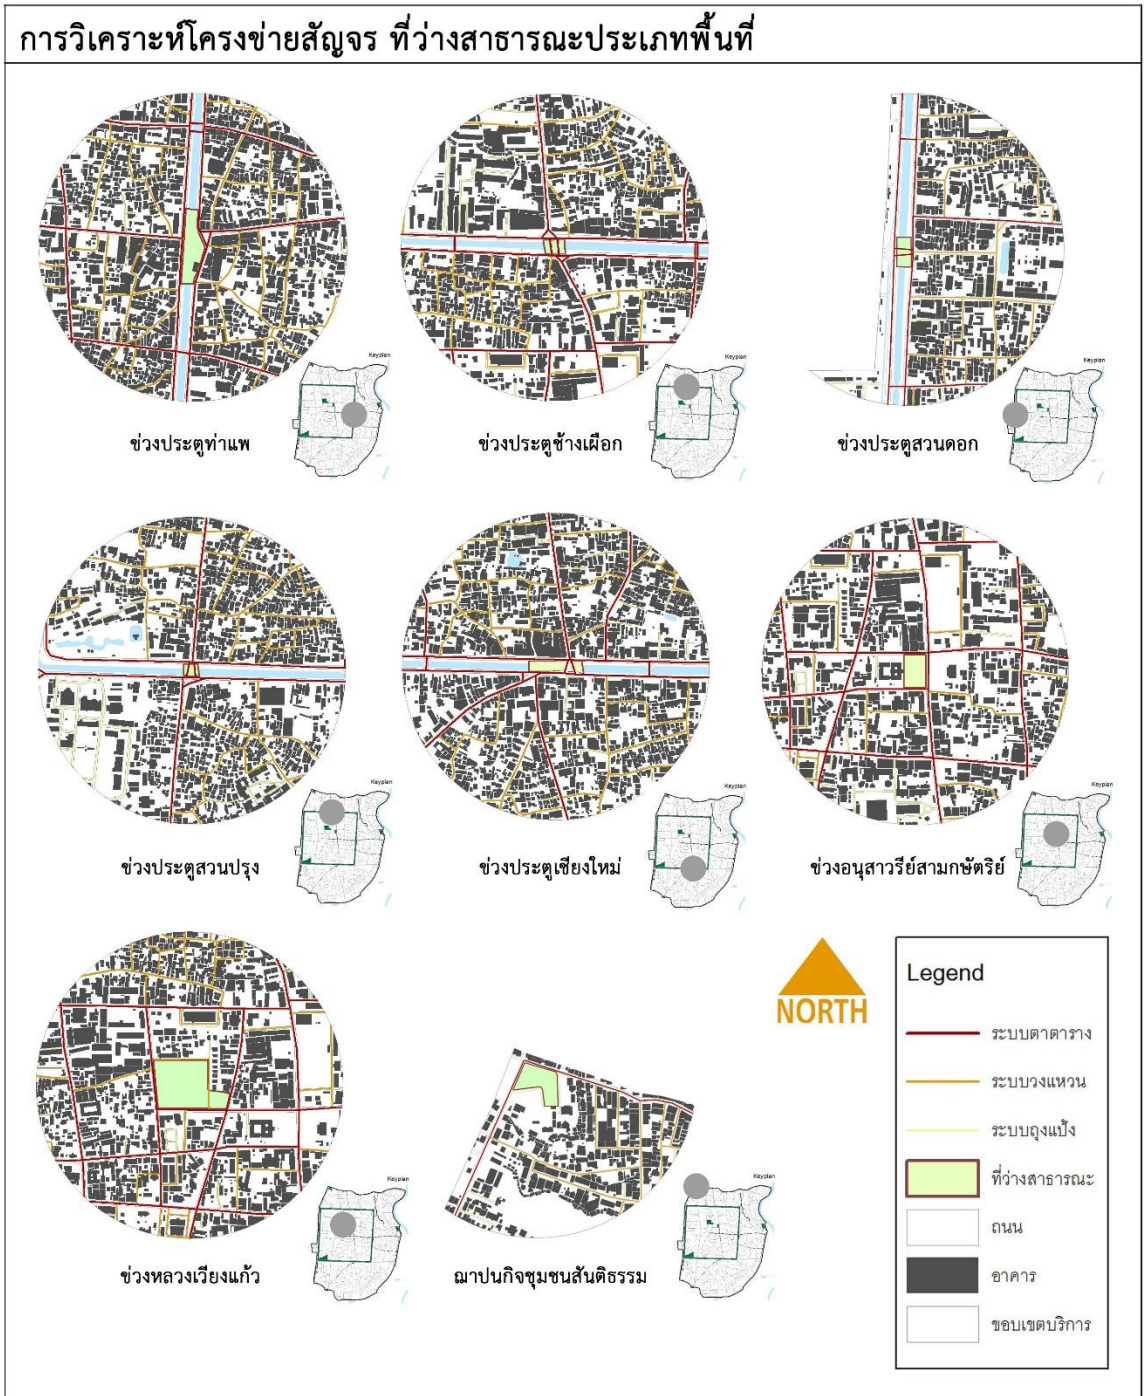 การวิเคราะห์โครงข่ายสัญจร ที่ว่างสาธารณะประเภทพื้นที่
Keyplan
ข่วงประตูท่าแพ
Keyplan
ข่วงประตูช้างเผือก
Keyplan
ข่วงประตูสวนดอก
Keyplan
ข่วงประตูสวนปรุง
Keyplan
ข่วงประตูเชียงใหม่
Keyplan
ข่วงอนุสาวรีย์สามกษัตริย์
Keyplan
ข่วงหลวงเวียงแก้ว
Keyplan
ฌาปนกิจชุมชนสันติธรรม
NORTH
Legend
ระบบตาตาราง
ระบบวงแหวน
ระบบถุงแป้ง
ที่ว่างสาธารณะ
ถนน
อาคาร
ขอบเขตบริการ